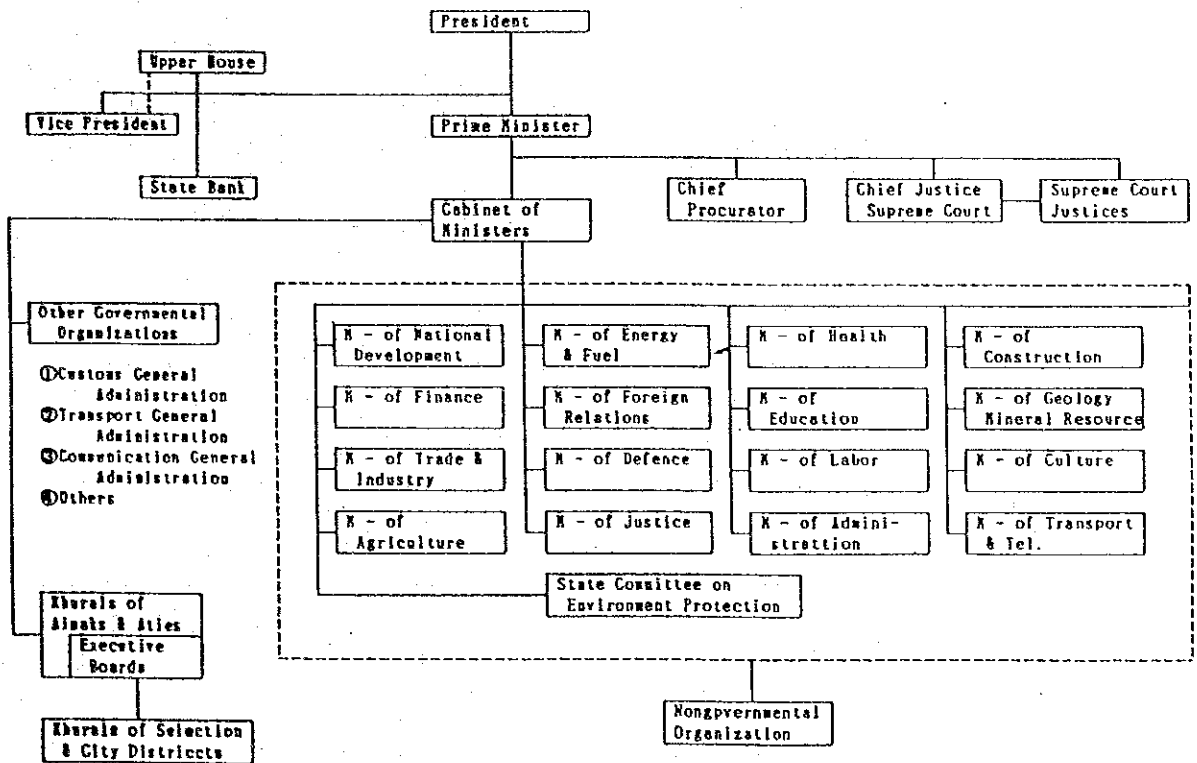 President
Upper House
Vice President
Prime Minister
State Bank
Chief
Procurator
Chief Justice
Supreme Court
Supreme Court
Justices
Cabinet of
Ministers
Other Governmental
Organizations
①Customs General
Administration
②Transport General
Administration
③Communication General
Administration
④Others
M - of National
Development
M - of Energy
& Fuel
M - of Health
M - of
Construction
M - of Finance
M - of Foreign
Relations
M - of
Education
M - of Geology
Mineral Resource
M - of Trade &
Industry
M - of Defence
M - of Labor
M - of Culture
M - of
Agriculture
M - of Justice
M - of Admini-
strattion
M - of Transport
& Tel.
State Committee on
Environment Protection
Khurals of
Aimaks & Aties
Executive
Boards
Khurals of Selection
& City Districcts
Nongpvernmental
Organization